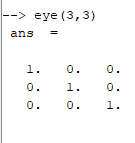 --> eye(3,3)
ans  =

1.   0.   0.
0.   1.   0.
0.   0.   1.